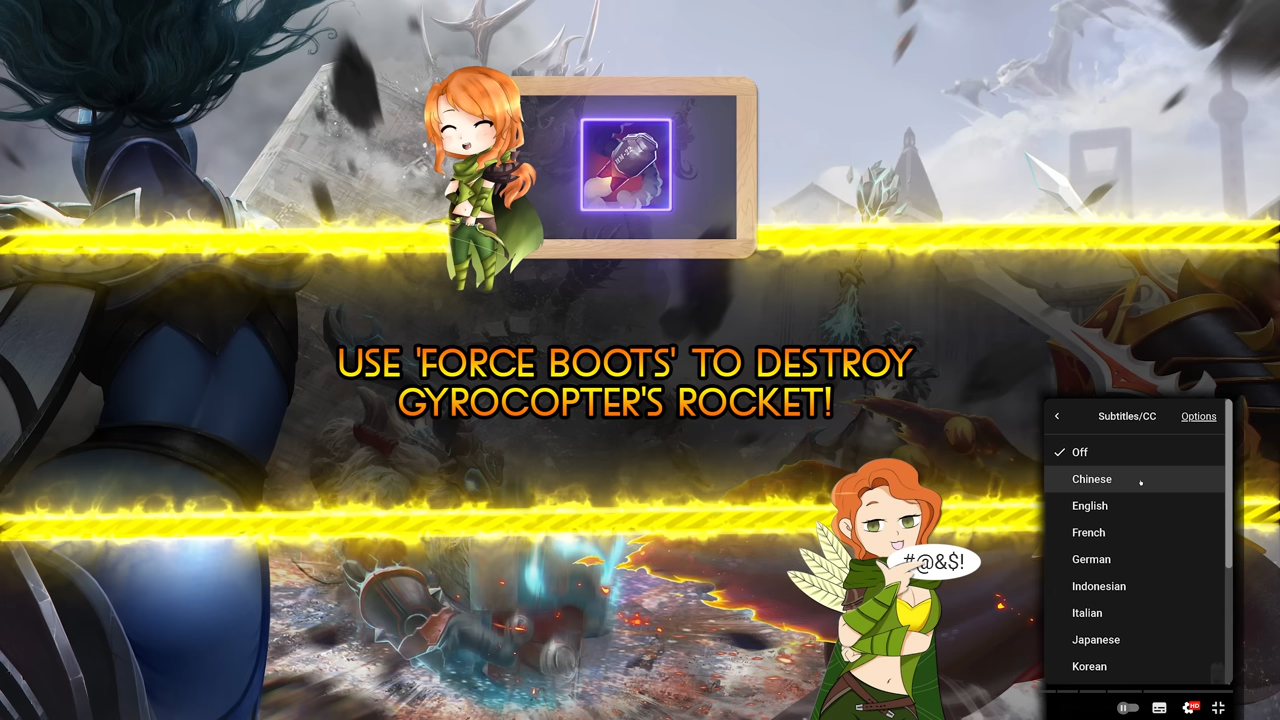 USE 'FORCE BOOTS' TO DESTROY
GYROCOPTER'S ROCKET!
Subtitles/CC Options
Off
Chinese
English
French
German
Indonesian
Italian
Japanese
Korean
#@&$!
HD